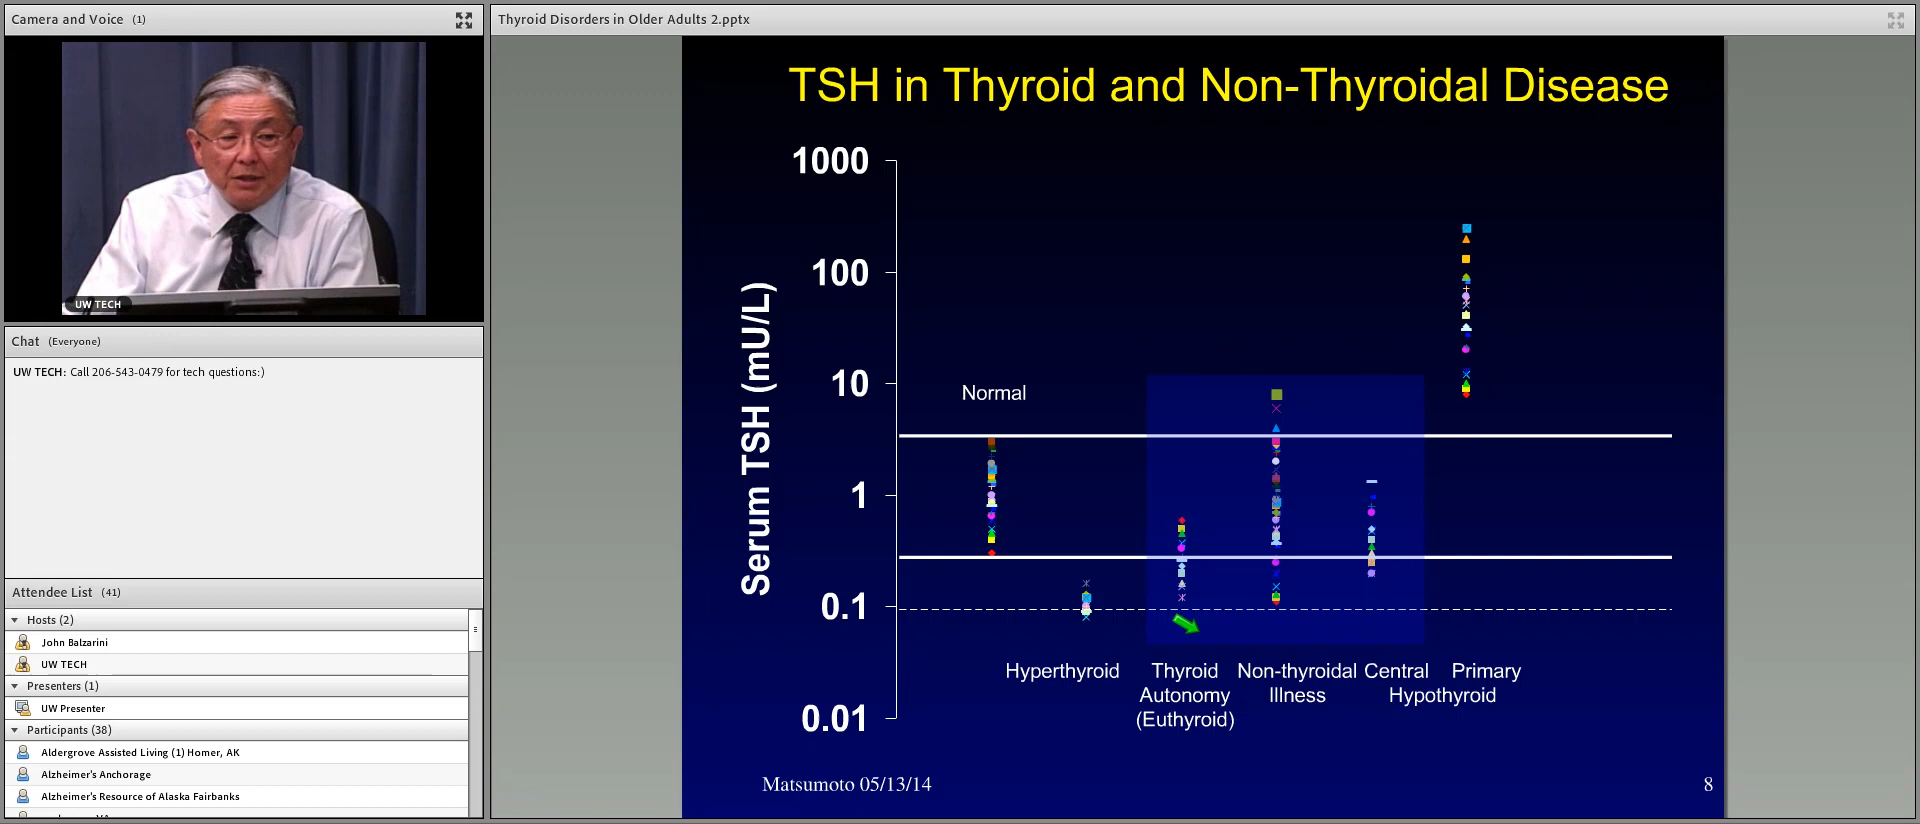 Camera and Voice (1)
UW TECH
Chat (Everyone)
UW TECH: Call 206-543-0479 for tech questions:)
Attendee List (41)
Hosts (2)
John Balzarini
UW TECH
Presenters (1)
UW Presenter
Participants (38)
Aldergrove Assisted Living (1) Homer, AK
Alzheimer's Anchorage
Alzheimer's Resource of Alaska Fairbanks
Thyroid Disorders in Older Adults 2.pptx
TSH in Thyroid and Non-Thyroidal Disease
Serum TSH (mU/L)
1000
100
10
1
0.1
0.01
Normal
Hyperthyroid
Thyroid
Autonomy
(Euthyroid)
Non-thyroidal
Illness
Central Primary
Hypothyroid
Matsumoto 05/13/14
8